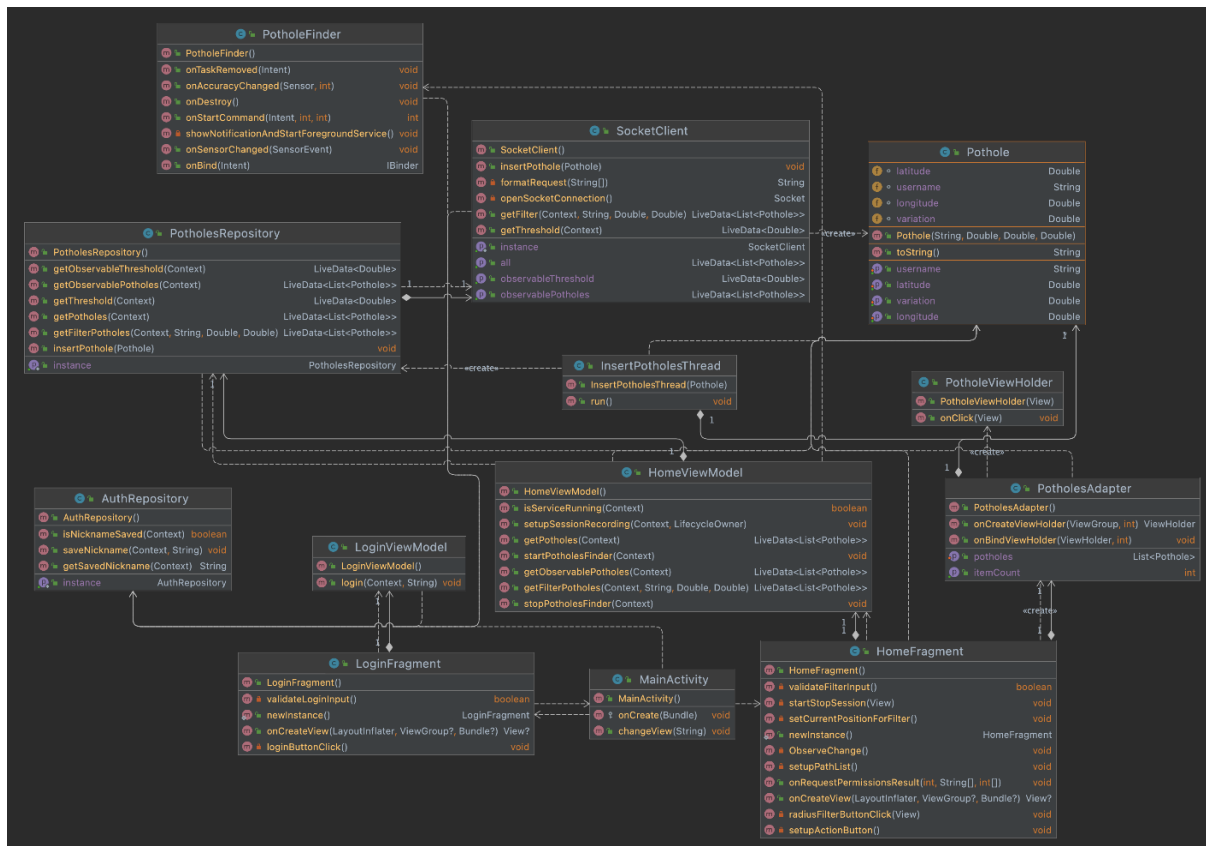 PotholeFinder
PotholeFinder()
onTaskRemoved(Intent) void
onAccuracyChanged(Sensor, int) void
onDestroy() void
onStartCommand(Intent, int, int) int
showNotificationAndStartForegroundService() void
onSensorChanged(SensorEvent) void
onBind(Intent) IBinder
SocketClient
SocketClient()
insertPothole(Pothole) void
formatRequest(String[]) String
openSocketConnection() Socket
getFilter(Context, String, Double, Double) LiveData<List<Pothole>>
getThreshold(Context) LiveData<Double>
instance SocketClient
all LiveData<List<Pothole>>
observableThreshold LiveData<Double>
observablePotholes LiveData<List<Pothole>>
«create»
Pothole
latitude Double
username String
longitude Double
variation Double
Pothole(String, Double, Double, Double)
toString() String
username String
latitude Double
variation Double
longitude Double
PotholesRepository
PotholesRepository()
getObservableThreshold(Context) LiveData<Double>
getObservablePotholes(Context) LiveData<List<Pothole>>
getThreshold(Context) LiveData<Double>
getPotholes(Context) LiveData<List<Pothole>>
getFilterPotholes(Context, String, Double, Double) LiveData<List<Pothole>>
insertPothole(Pothole) void
instance PotholesRepository
1
1
«create»
InsertPotholesThread
InsertPotholesThread(Pothole)
run() void
1
PotholeViewHolder
PotholeViewHolder(View)
onClick(View) void
1
«create»
1
HomeViewModel
HomeViewModel()
isServiceRunning(Context) boolean
setupSessionRecording(Context, LifecycleOwner) void
getPotholes(Context) LiveData<List<Pothole>>
startPotholesFinder(Context) void
getObservablePotholes(Context) LiveData<List<Pothole>>
getFilterPotholes(Context, String, Double, Double) LiveData<List<Pothole>>
stopPotholesFinder(Context) void
PotholesAdapter
PotholesAdapter()
onCreateViewHolder(ViewGroup, int) ViewHolder
onBindViewHolder(ViewHolder, int) void
potholes List<Pothole>
itemCount int
AuthRepository
AuthRepository()
isNicknameSaved(Context) boolean
saveNickname(Context, String) void
getSavedNickname(Context) String
instance AuthRepository
LoginViewModel
LoginViewModel()
login(Context, String) void
1
1
1
1
1
«create»
1
LoginFragment
LoginFragment()
validateLoginInput() boolean
newInstance() LoginFragment
onCreateView(LayoutInflater, ViewGroup?, Bundle?) View?
loginButtonClick() void
MainActivity
MainActivity()
onCreate(Bundle) void
changeView(String) void
HomeFragment
HomeFragment()
validateFilterInput() boolean
startStopSession(View) void
setCurrentPositionForFilter() void
newInstance() HomeFragment
ObserveChange() void
setupPathList() void
onRequestPermissionsResult(int, String[], int[]) void
onCreateView(LayoutInflater, ViewGroup?, Bundle?) View?
radiusFilterButtonClick(View) void
setupActionButton() void